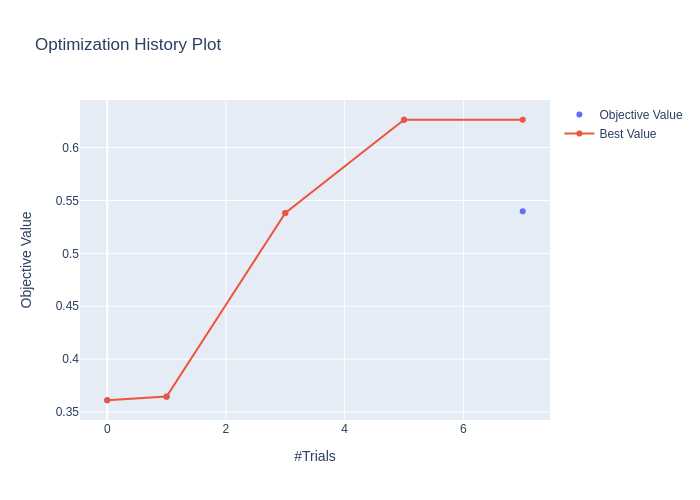 Optimization History Plot
Objective Value
Best Value
0.6
0.55
0.5
0.45
0.4
0.35
Objective Value
0
2
4
6
#Trials